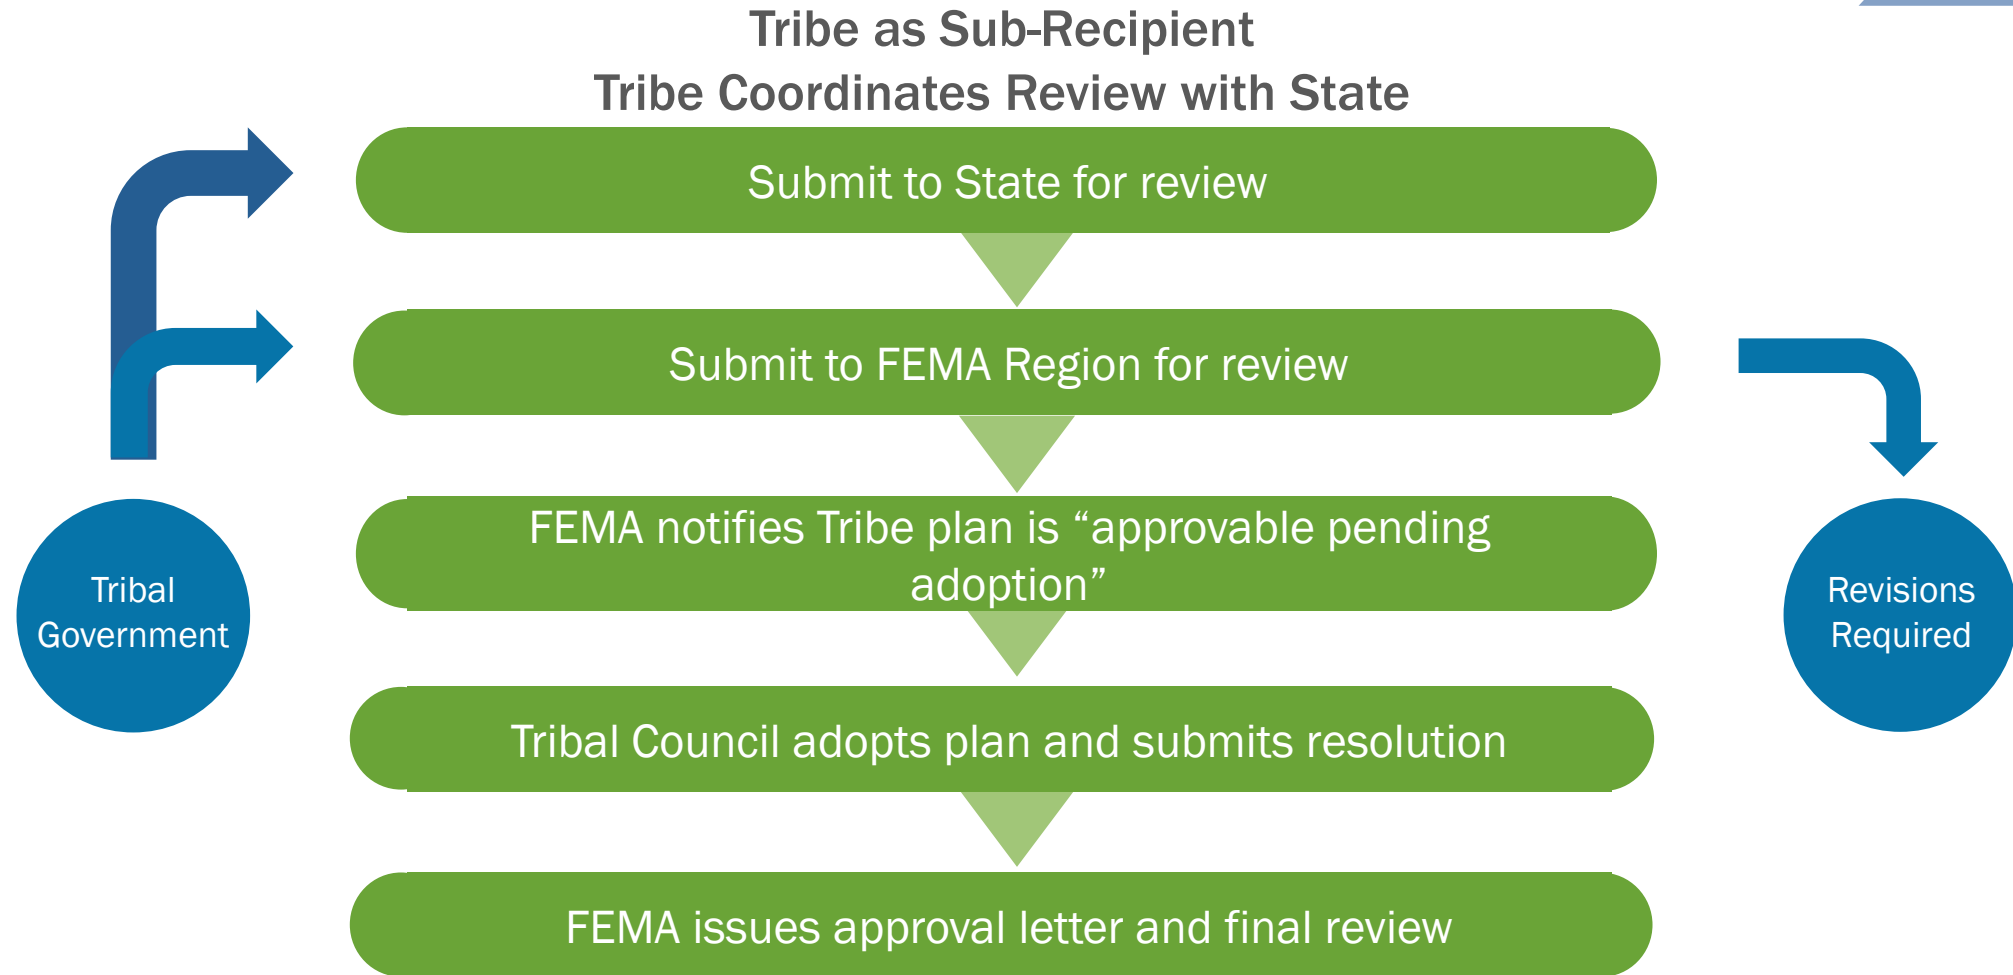 Tribe as Sub-Recipient
Tribe Coordinates Review with State
Submit to State for review
Submit to FEMA Region for review
FEMA notifies Tribe plan is “approvable pending
adoption”
Tribal
Government
Revisions
Required
Tribal Council adopts plan and submits resolution
FEMA issues approval letter and final review